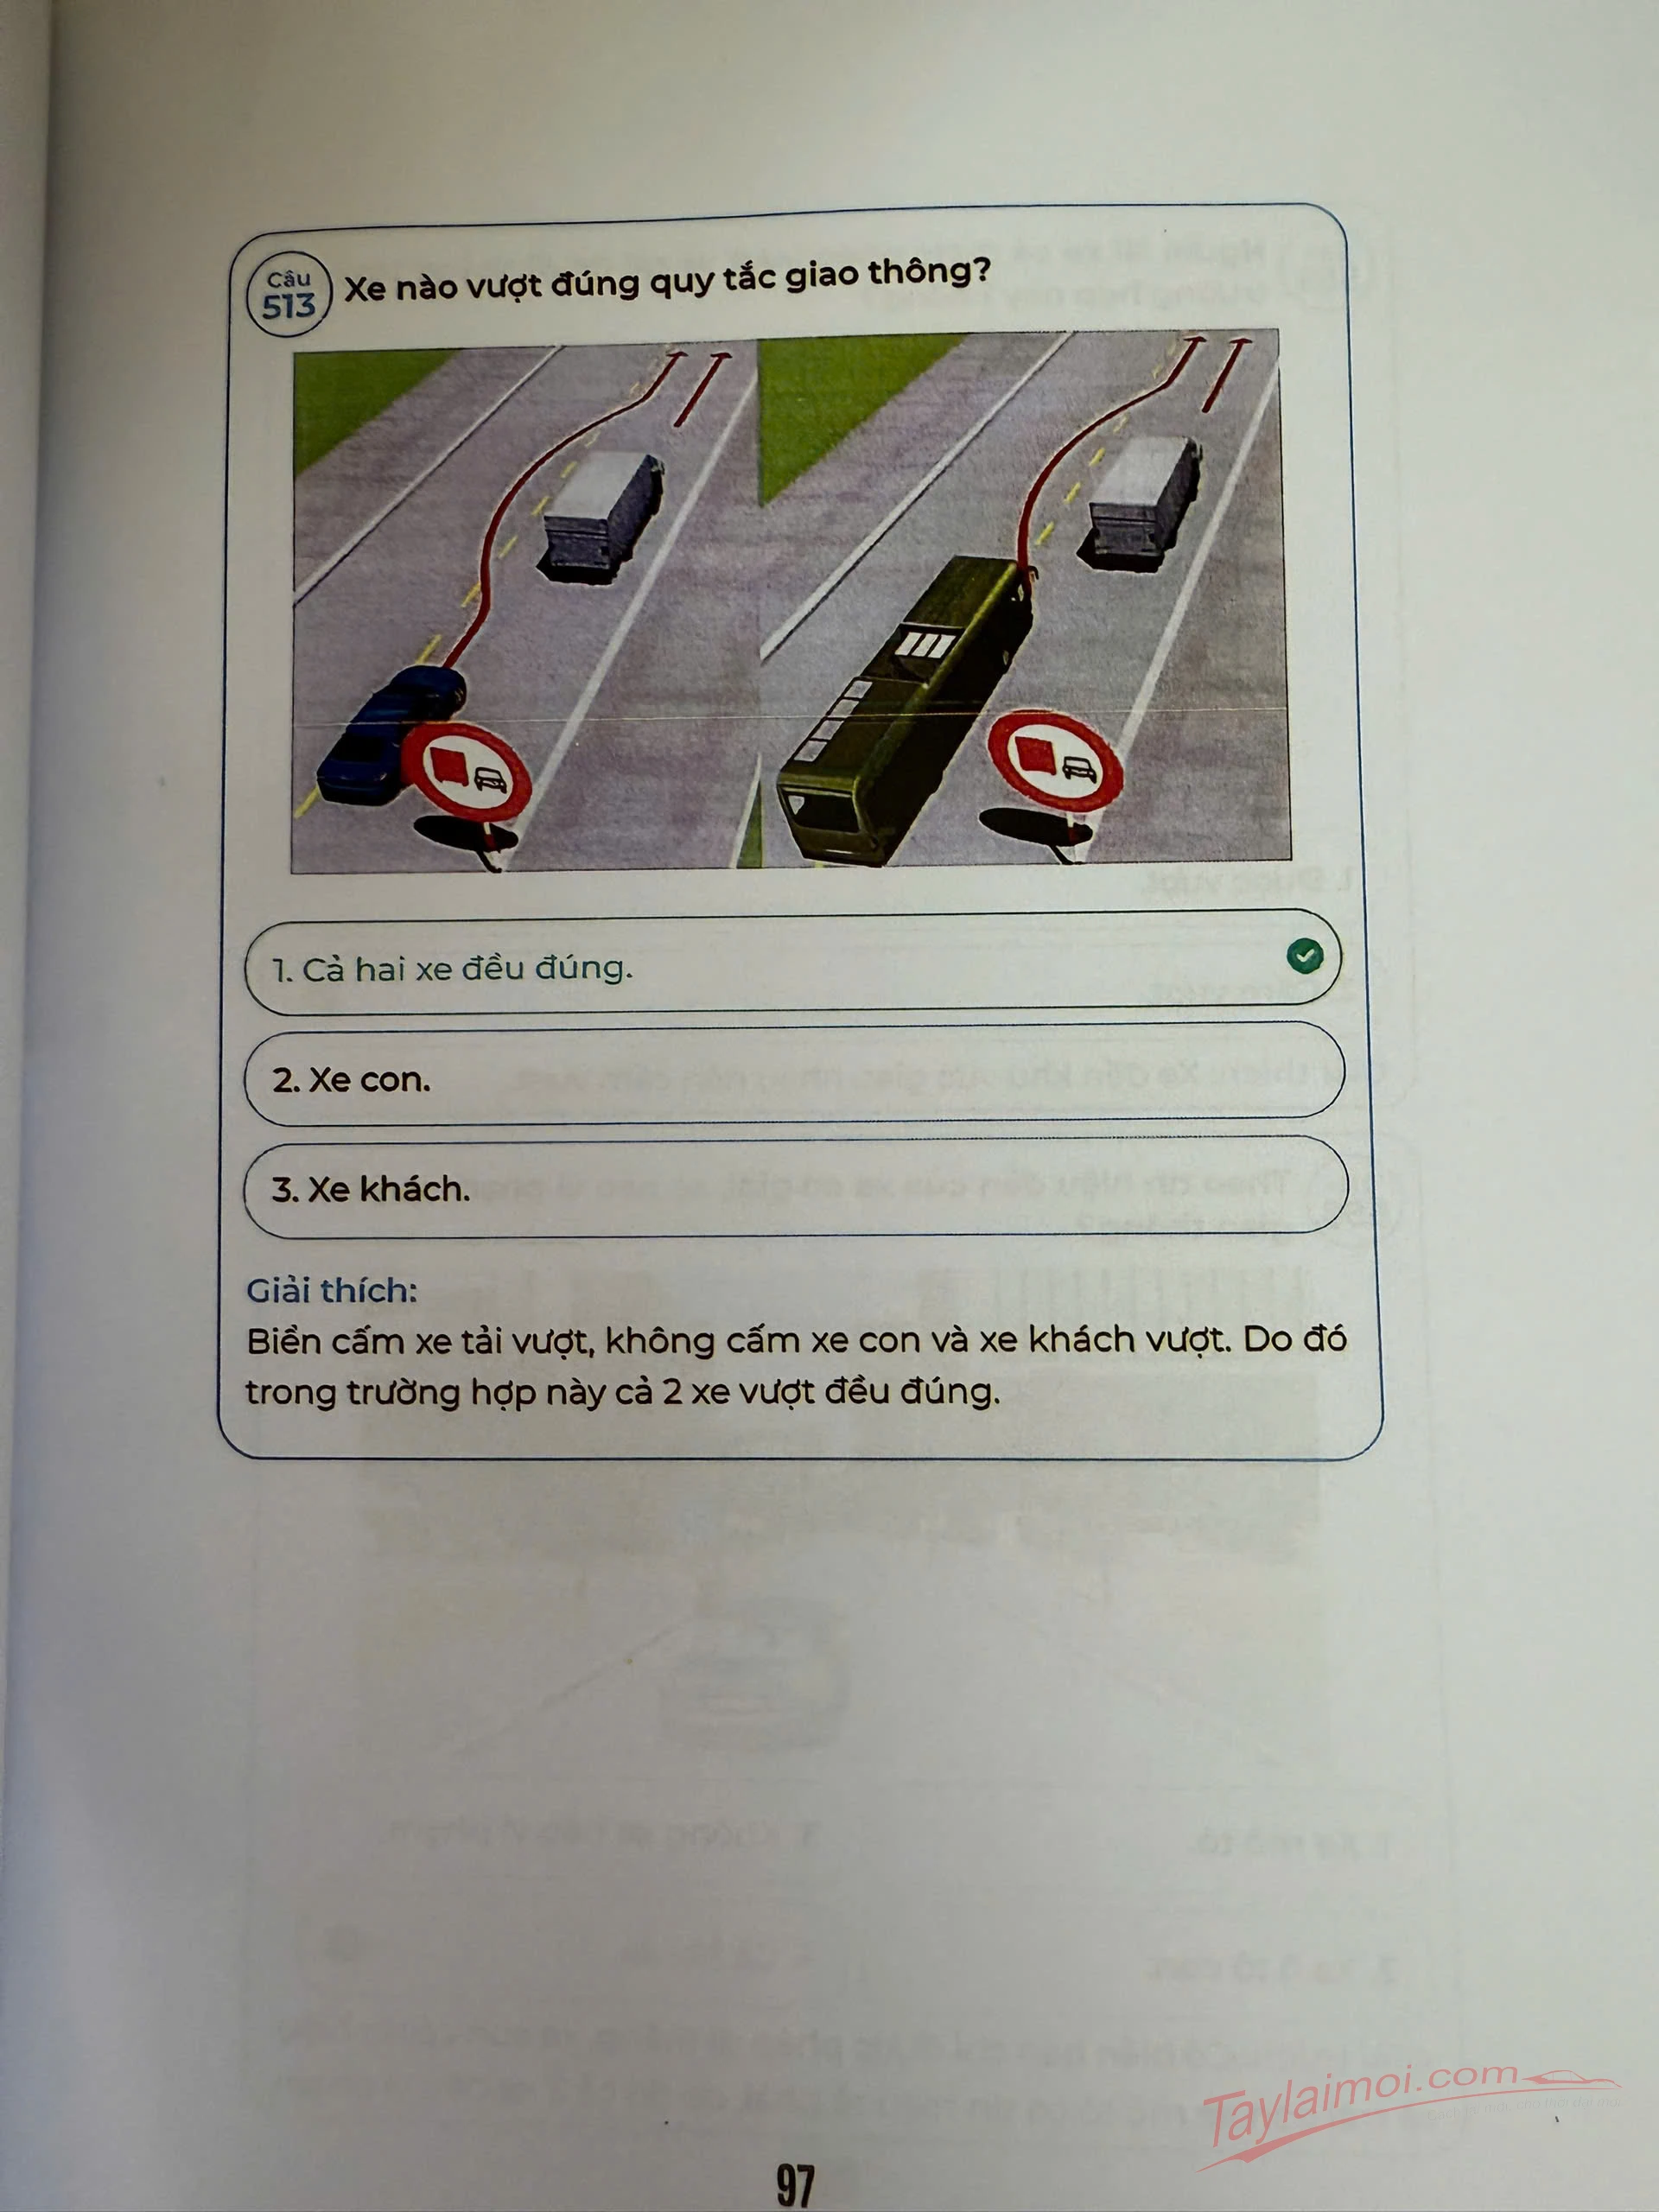 Câu
513
Xe nào vượt đúng quy tắc giao thông?
1. Cả hai xe đều đúng.
2. Xe con.
3. Xe khách.
Giải thích:
Biển cấm xe tải vượt, không cấm xe con và xe khách vượt. Do đó
trong trường hợp này cả 2 xe vượt đều đúng.
Taylaimoi.com
97